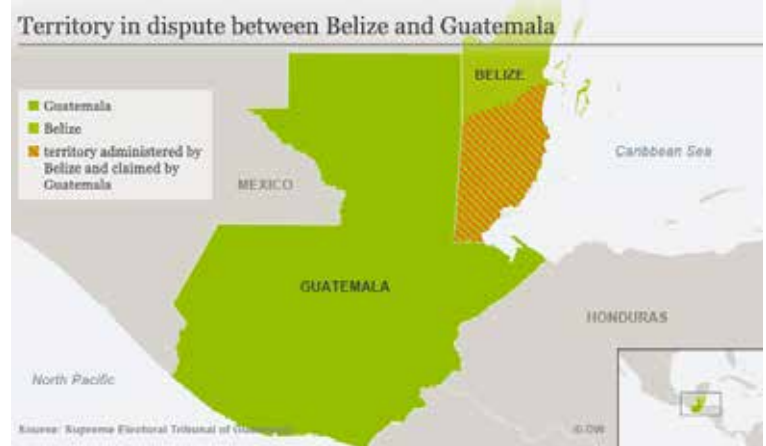 Territory in dispute between Belize and Guatemala
BELIZE
Guatemala
Belize
territory administered by
Belize and claimed by
Guatemala
Caribbean Sea
MEXICO
GUATEMALA
HONDURAS
North Pacific
Source: Supreme Electoral Tribunal of
© DW